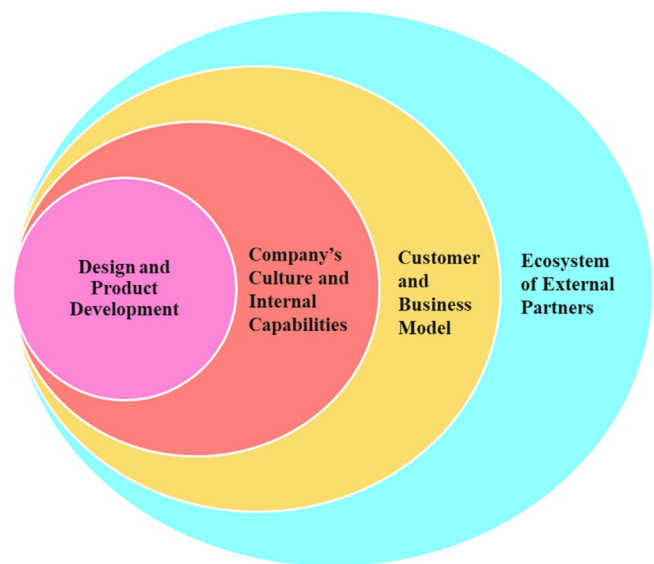 Design and
Product
Development
Company's
Culture and
Internal
Capabilities
Customer
and
Business
Model
Ecosystem
of External
Partners